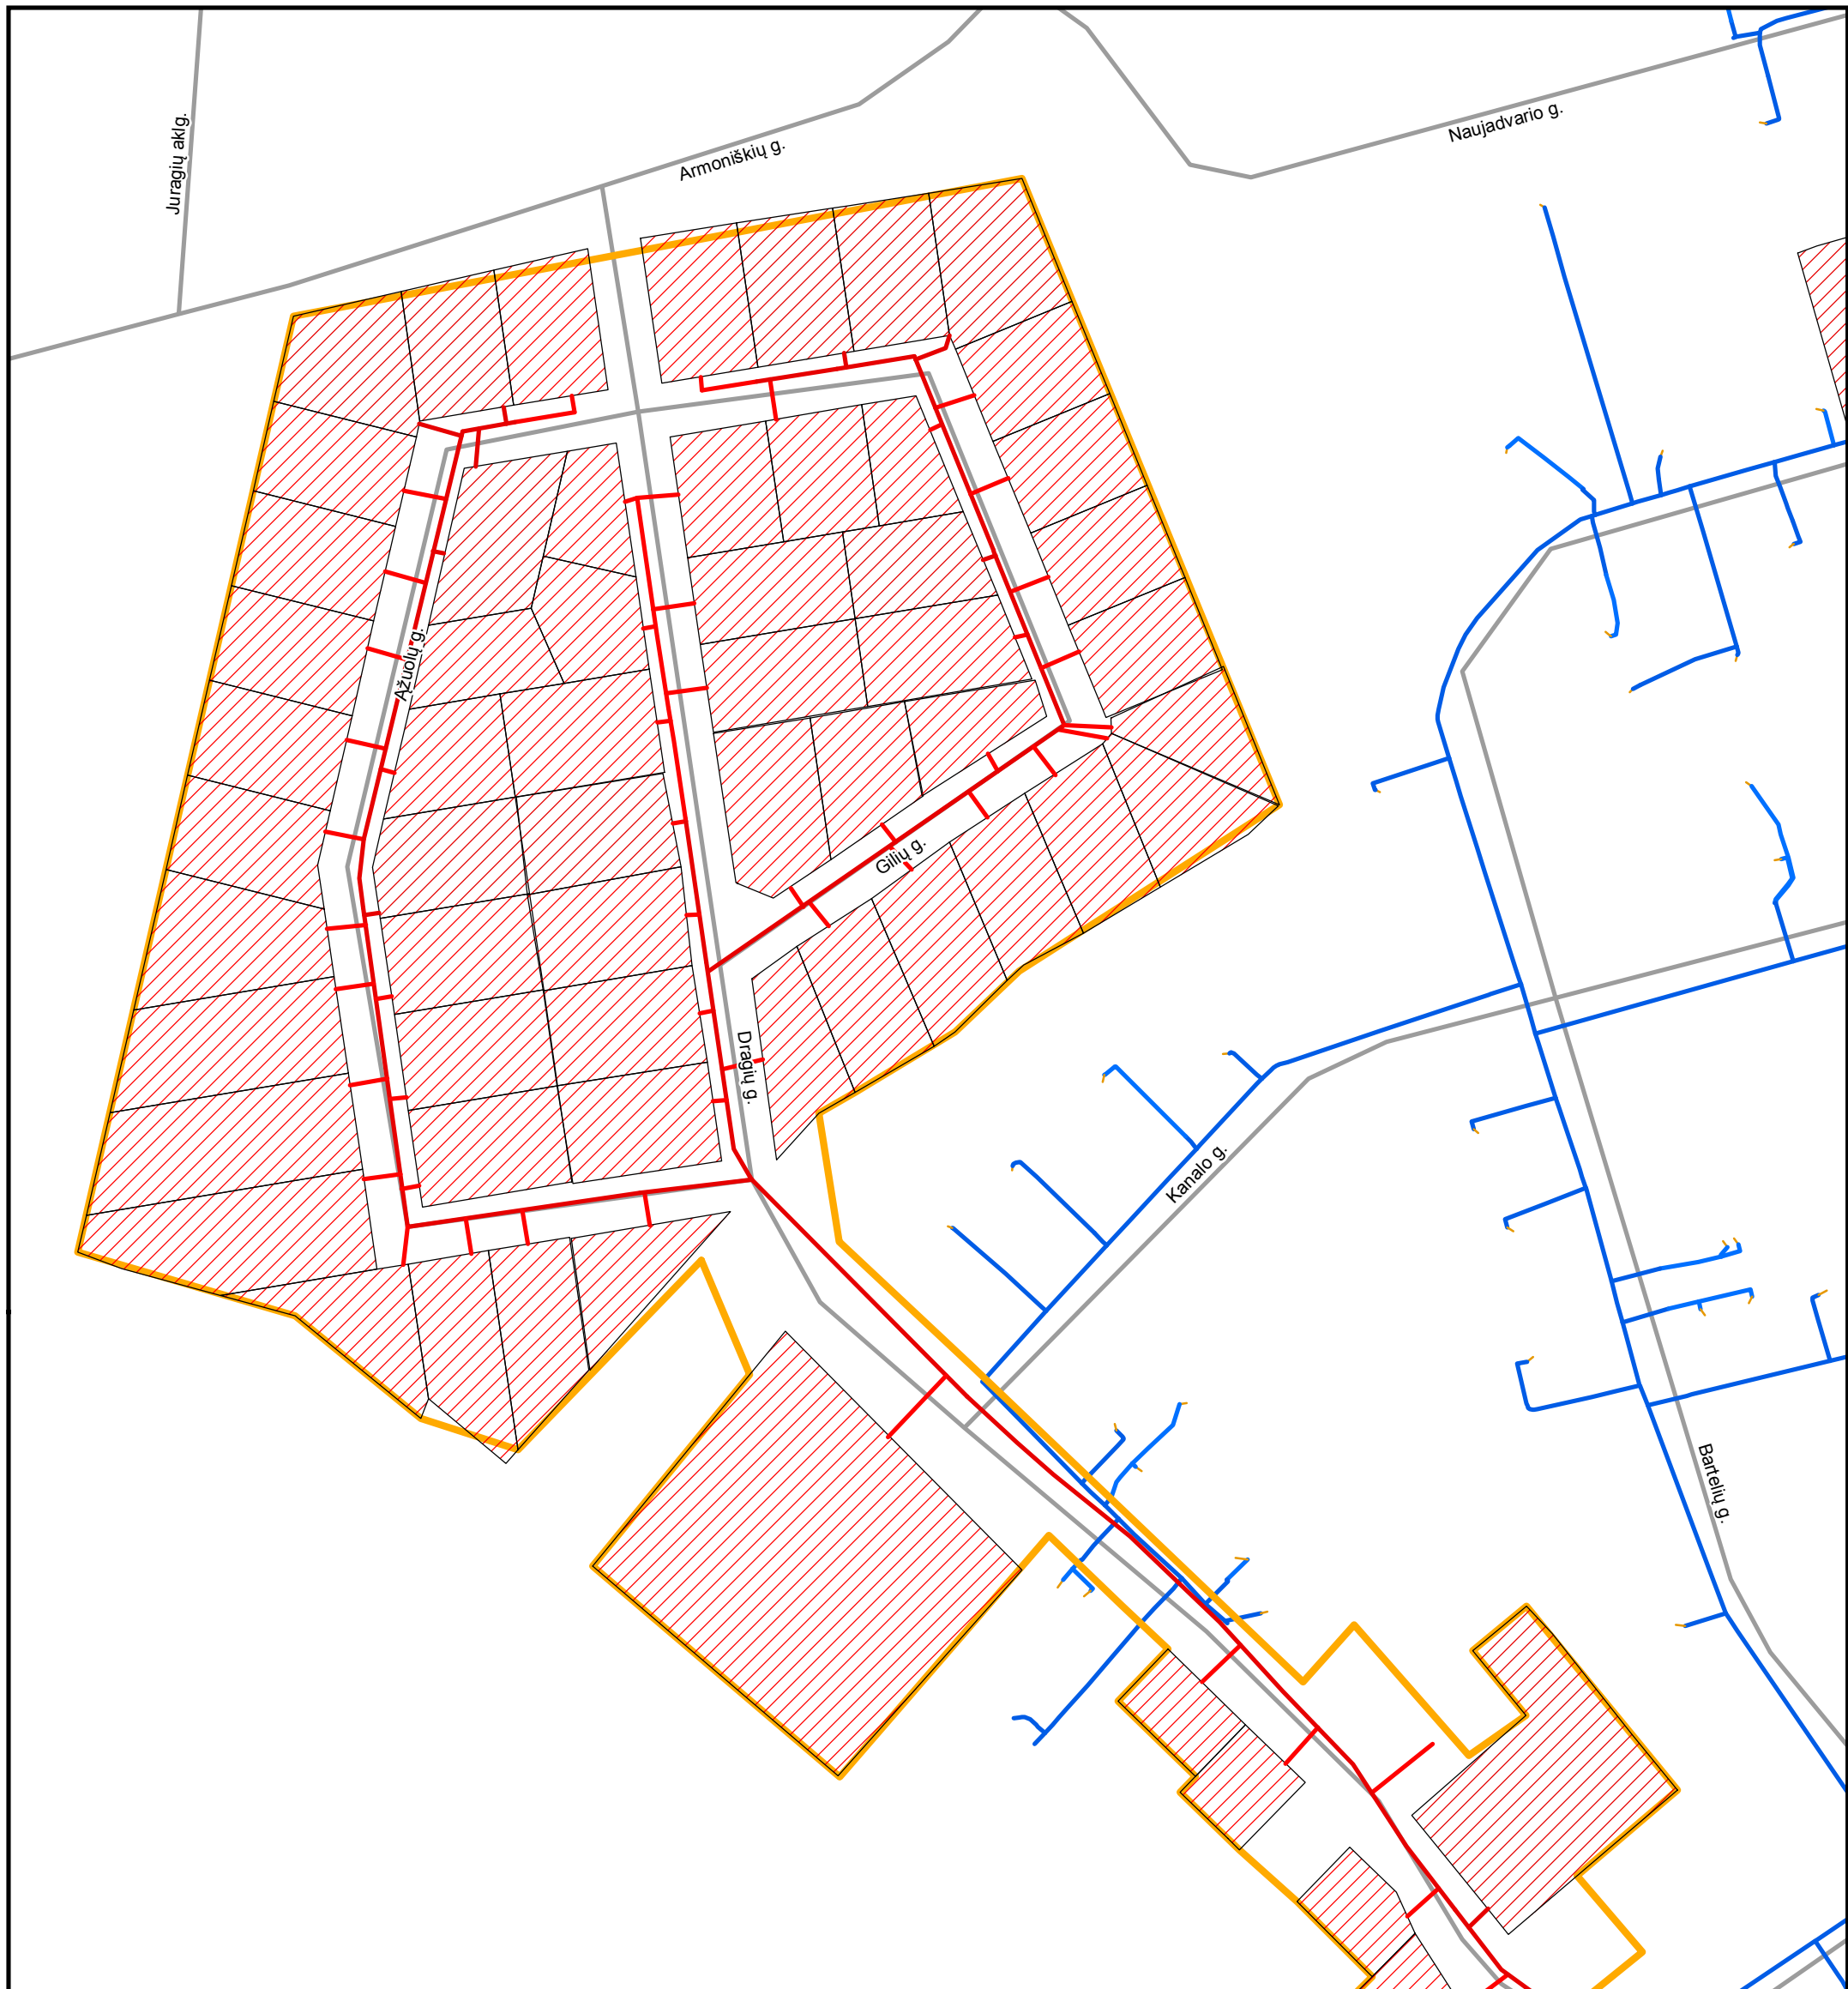 Juragių aklg.
Armoniškių g.
Naujadvario g.
Ąžuolų g.
Gilių g.
Dragių g.
Kanalo g.
Bartelių g.